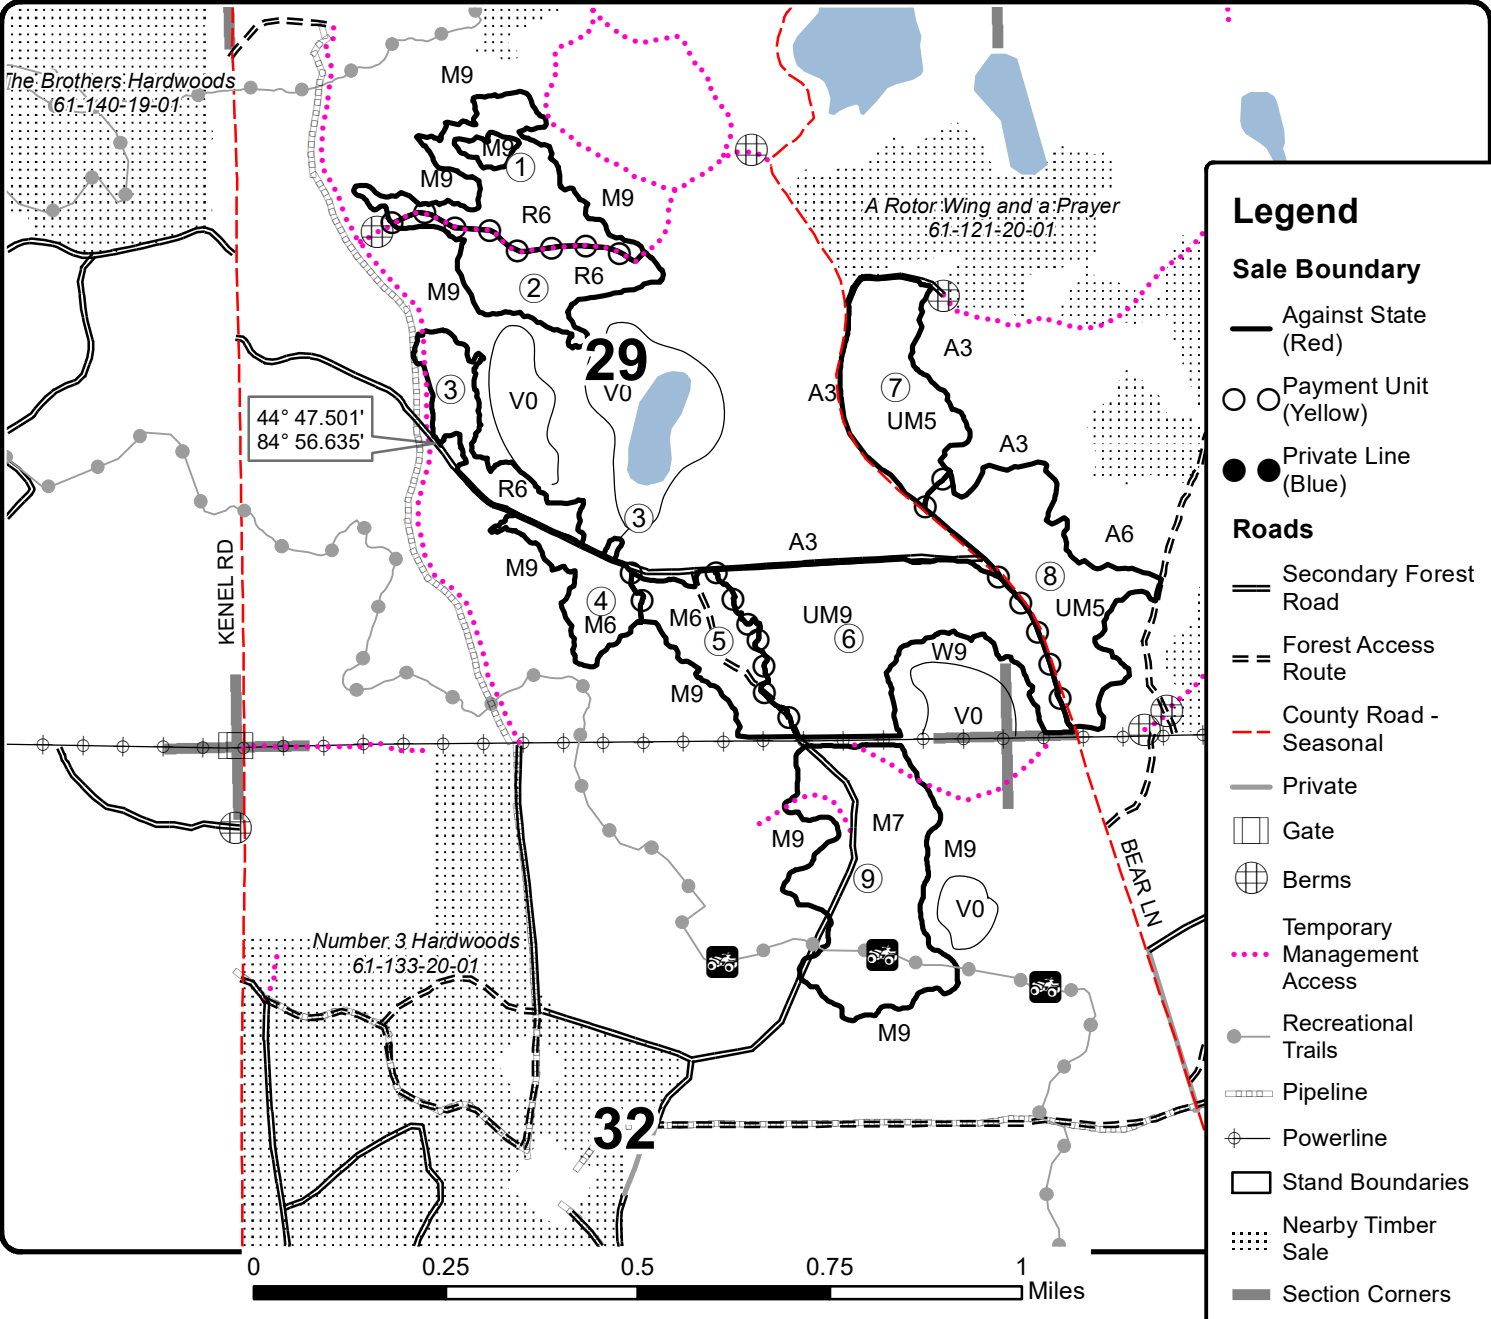 M9
The Brothers Hardwoods
61-140-19-01
M9
1
M9
M9
R6
A Rotor Wing and a Prayer
61-121-20-01
R6
2
M9
29
A3
3
V0
V0
7
A3
UM5
44° 47.501'
84° 56.635'
A3
R6
3
A6
A3
KENEL RD
M9
8
4
M6
M6
UM9
UM5
5
6
W9
M9
V0
M7
M9
M9
BEAR LN
9
V0
Number 3 Hardwoods
61-133-20-01
M9
32
0
0.25
0.5
0.75
1
Miles
Legend
Sale Boundary
Against State
(Red)
Payment Unit
(Yellow)
Private Line
(Blue)
Roads
Secondary Forest
Road
Forest Access
Route
County Road -
Seasonal
Private
Gate
Berms
Temporary
Management
Access
Recreational
Trails
Pipeline
Powerline
Stand Boundaries
Nearby Timber
Sale
Section Corners